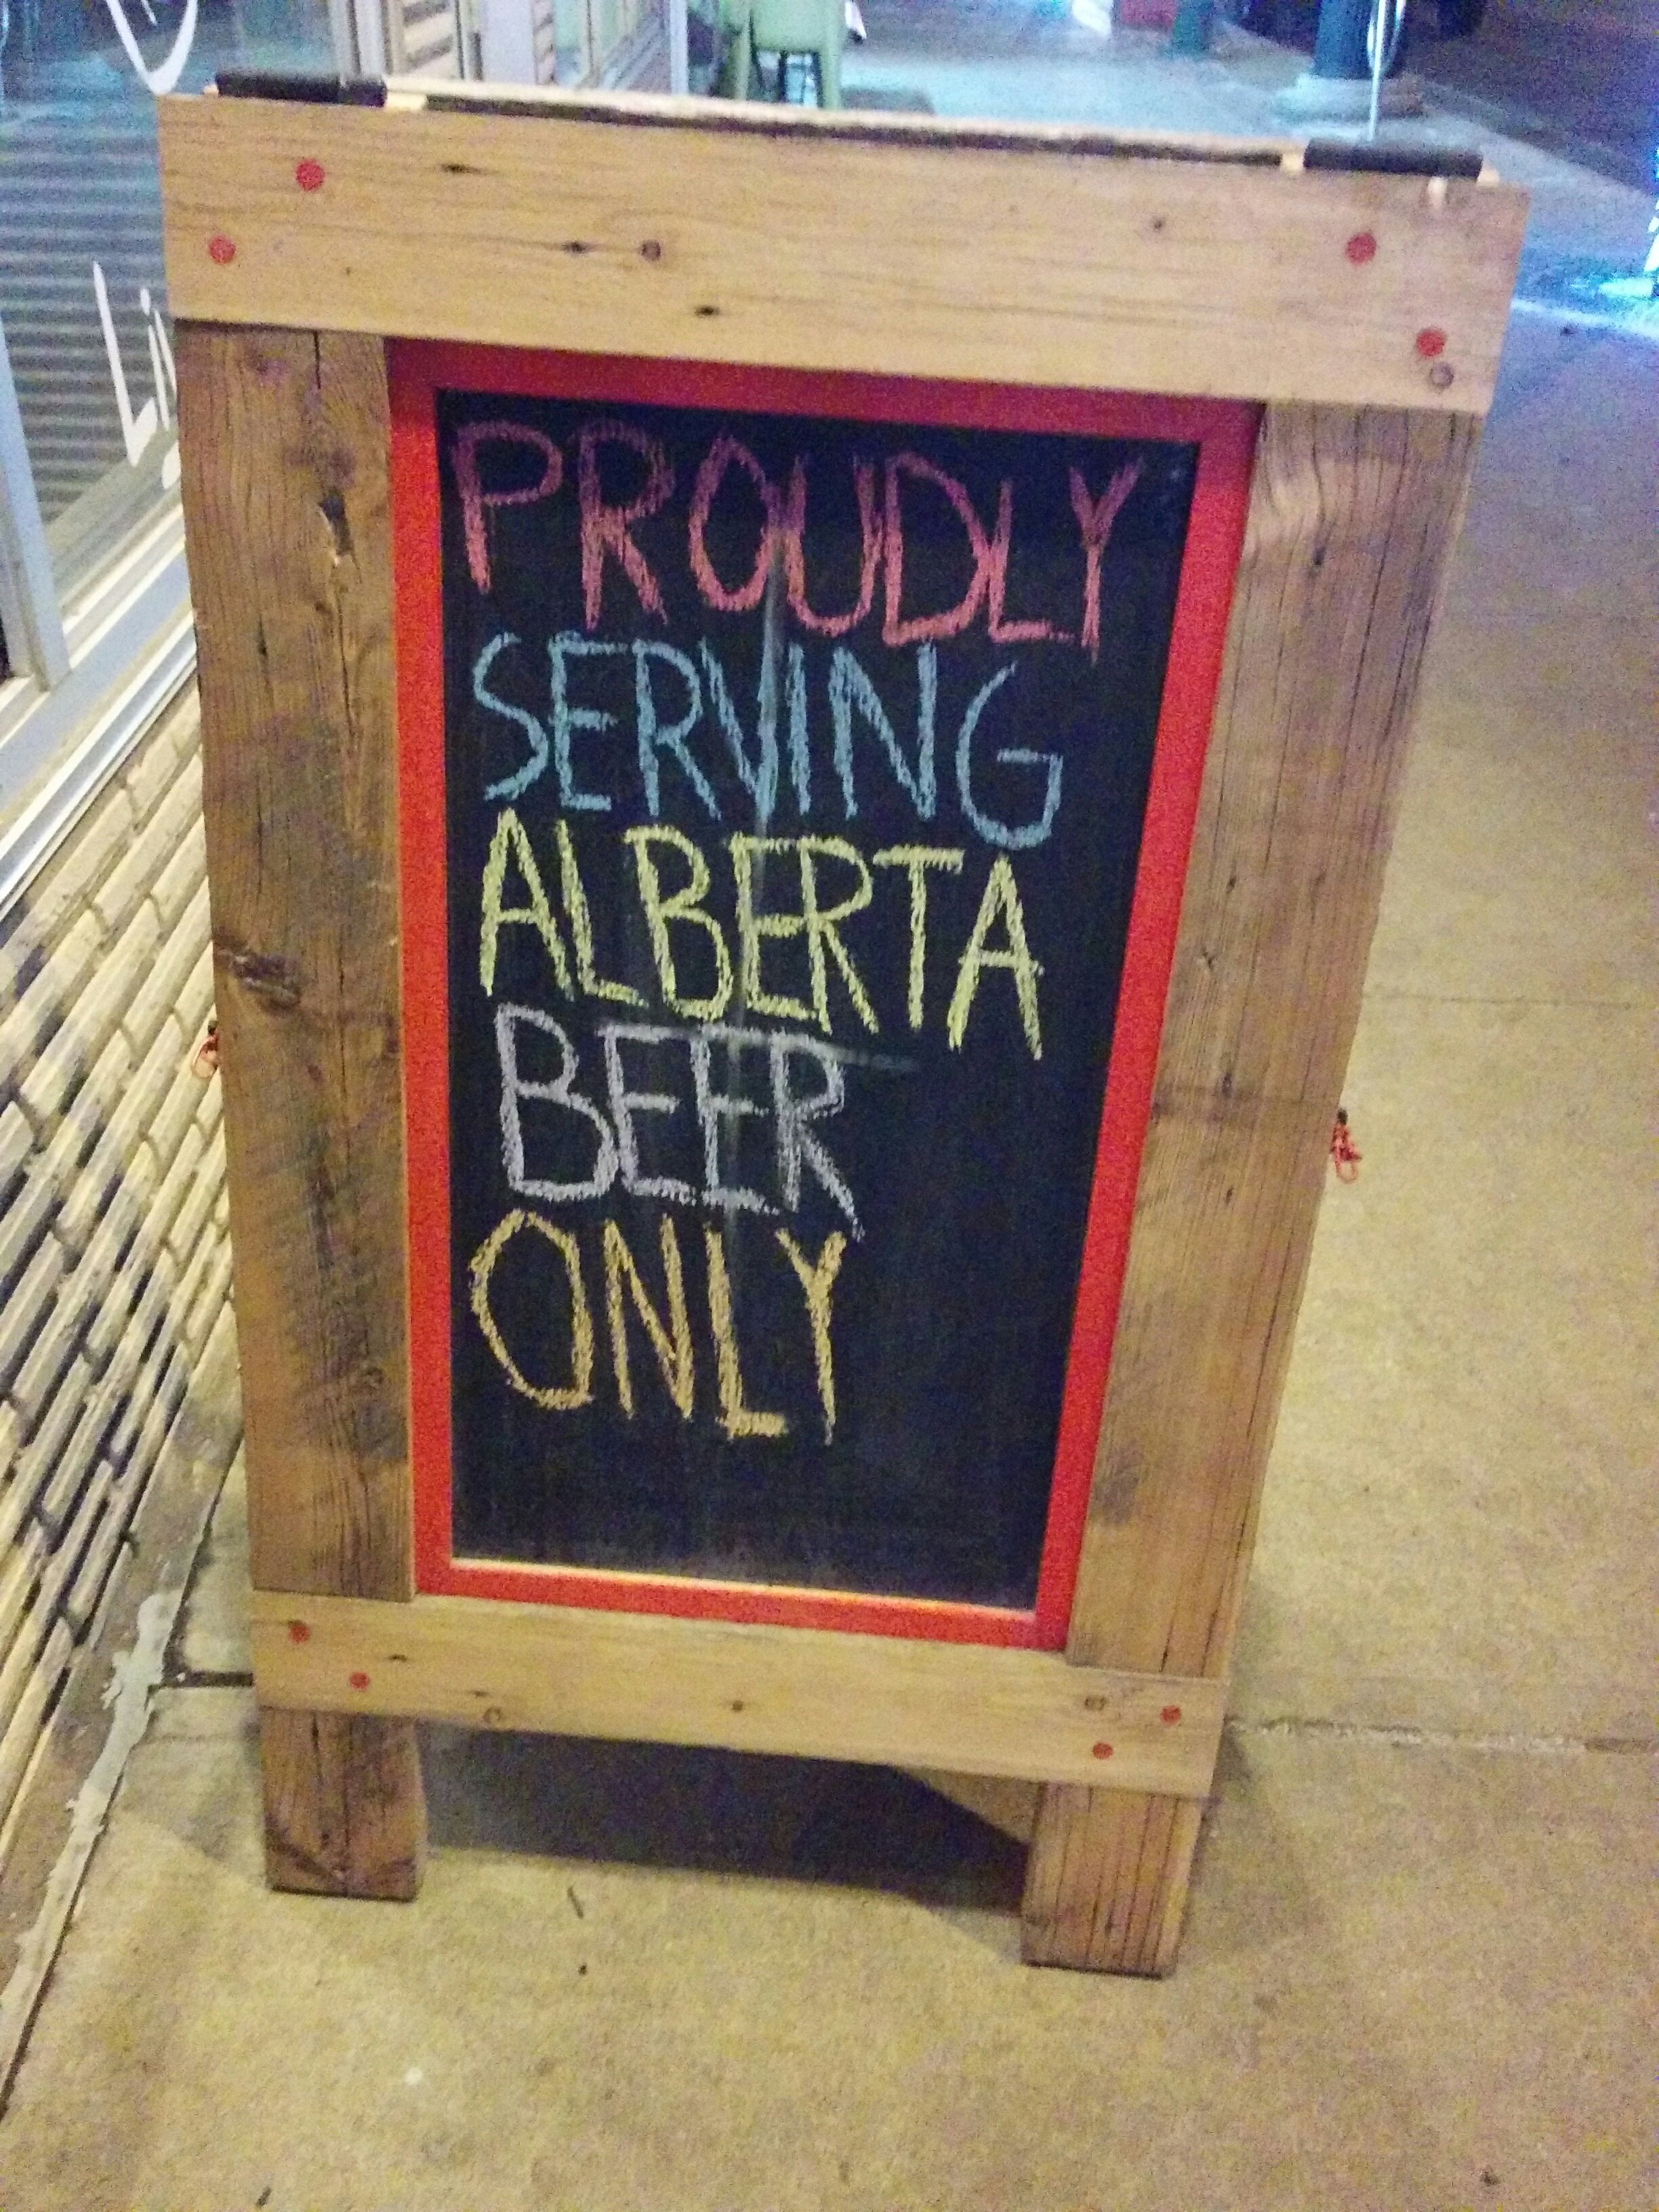 PROUDLY
SERVING
ALBERTA
BEER
ONLY